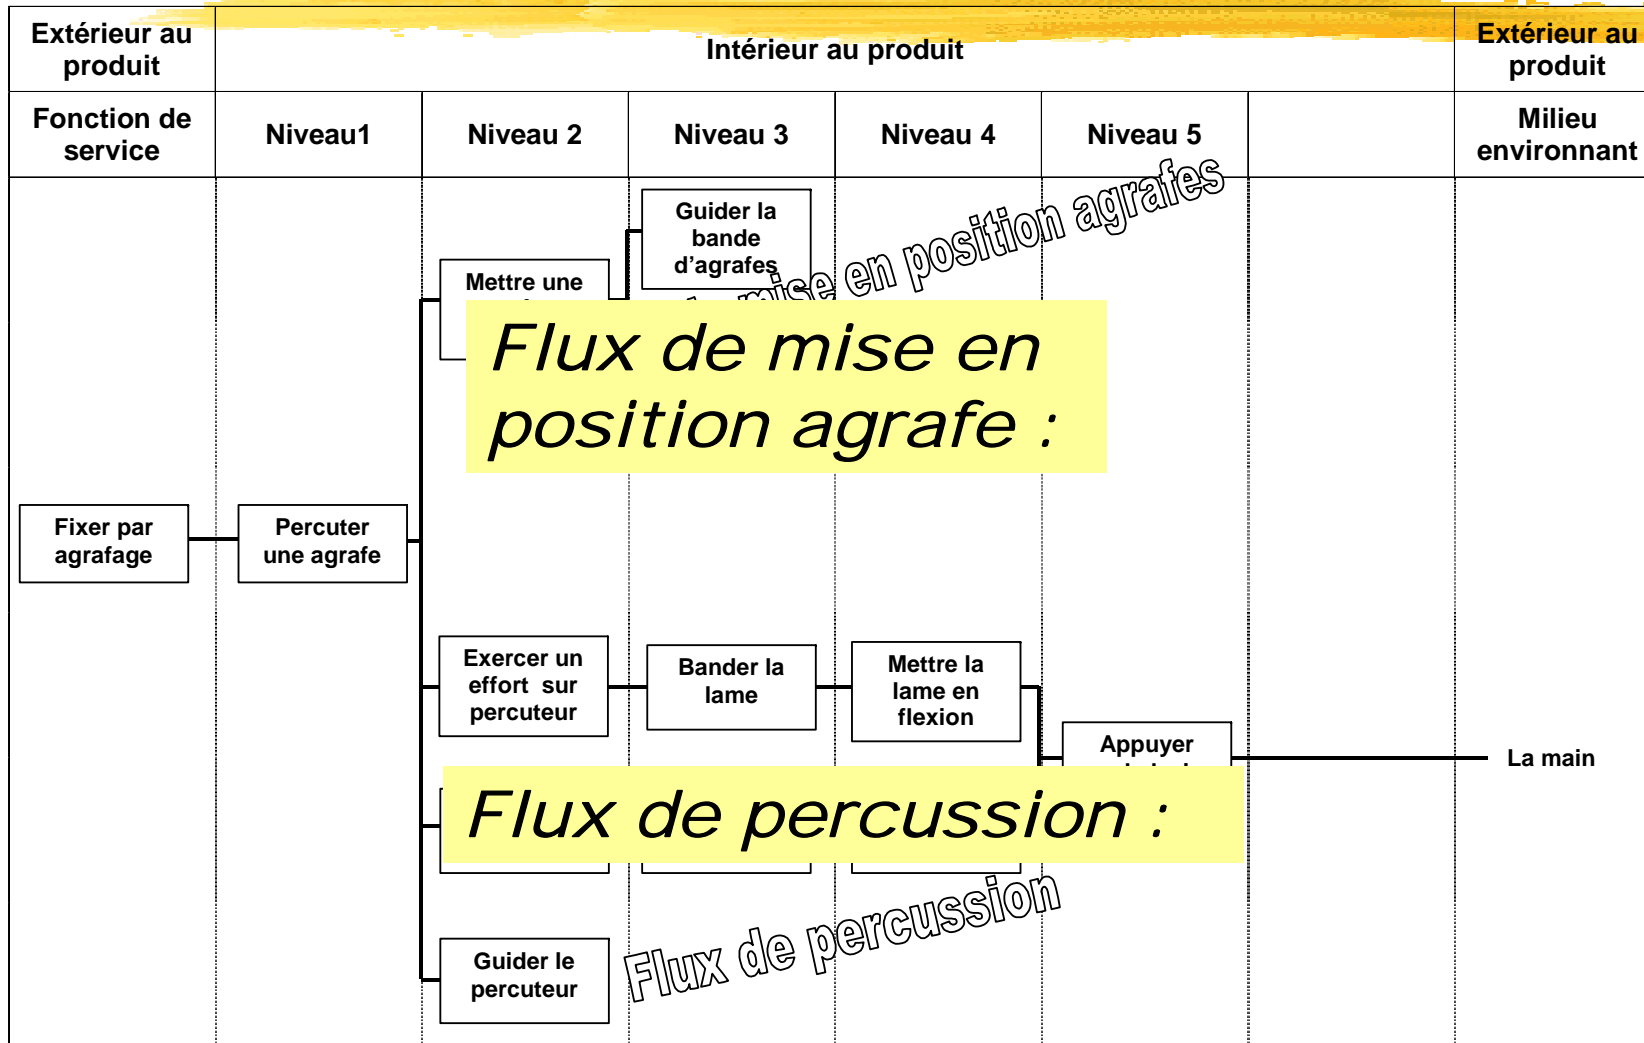 Extérieur au
produit
Intérieur au produit
Extérieur au
produit
Fonction de
service
Niveau1
Niveau 2
Niveau 3
Niveau 4
Niveau 5
Milieu
environnant
Guider la
bande
d'agrafes
mise en position agrafes
Mettre une
Flux de mise en
position agrafe :
Fixer par
agrafage
Percuter
une agrafe
Exercer un
effort sur
percuteur
Bander la
lame
Mettre la
lame en
flexion
Appuyer
La main
Flux de percussion :
Flux de percussion
Guider le
percuteur